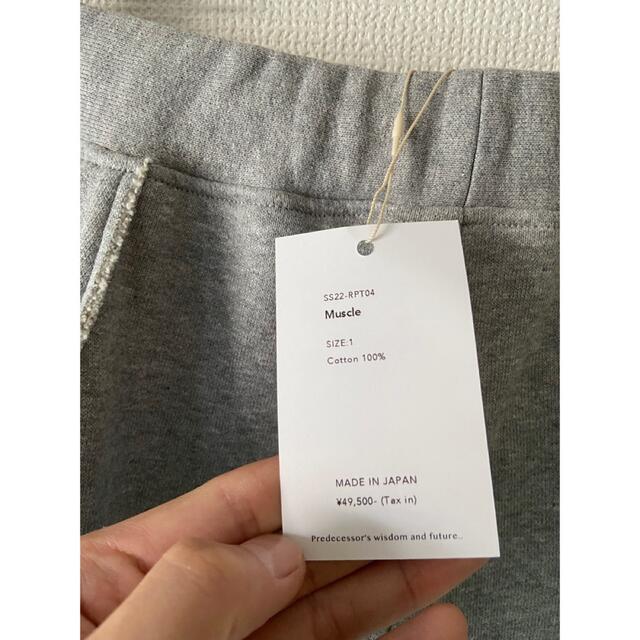 SS22-RPT04
Muscle
SIZE:1
Cotton 100%
MADE IN JAPAN
¥49,500- (Tax in)
Predecessor's wisdom and future..